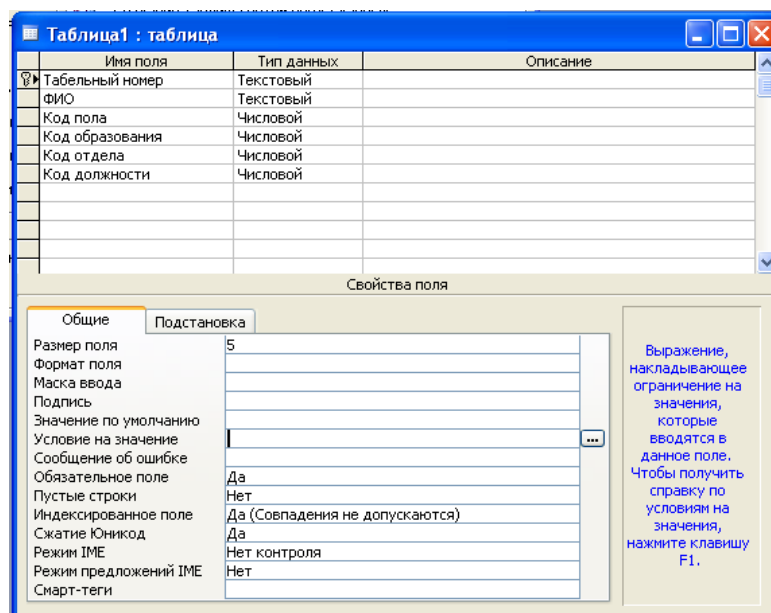 Таблица1 : таблица
Имя поля Тип данных Описание
Табельный номер Текстовый
ФИО Текстовый
Код пола Числовой
Код образования Числовой
Код отдела Числовой
Код должности Числовой
Свойства поля
Общие Подстановка
Размер поля 5
Формат поля
Маска ввода
Подпись
Значение по умолчанию
Условие на значение ...
Сообщение об ошибке
Обязательное поле Да
Пустые строки Нет
Индексированное поле Да (Совпадения не допускаются)
Сжатие Юникод Да
Режим IME Нет контроля
Режим предложений IME Нет
Смарт-теги
Выражение,
накладывающее
ограничение на
значения,
которые
вводятся в
данное поле.
Чтобы получить
справку по
условиям на
значения,
нажмите клавишу
F1.